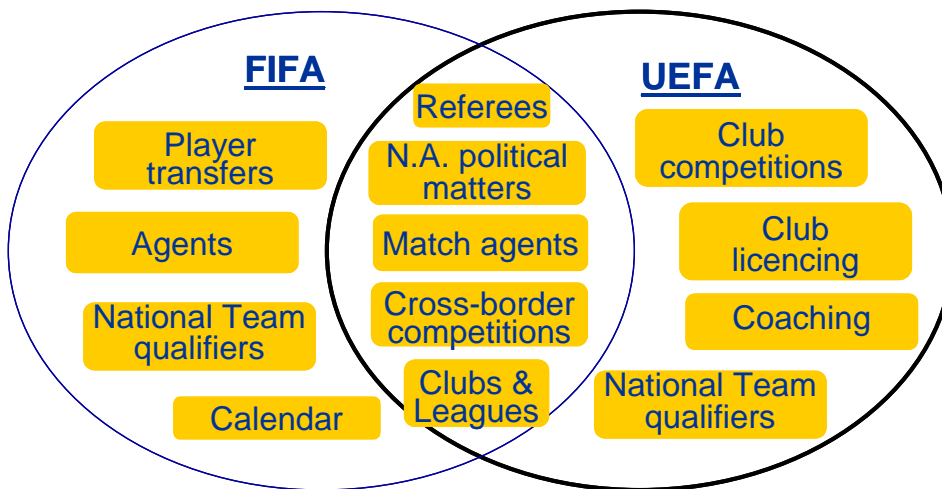 FIFA
Player
transfers
Agents
National Team
qualifiers
Calendar
Referees
N.A. political
matters
Match agents
Cross-border
competitions
Clubs &
Leagues
UEFA
Club
competitions
Club
licencing
Coaching
National Team
qualifiers